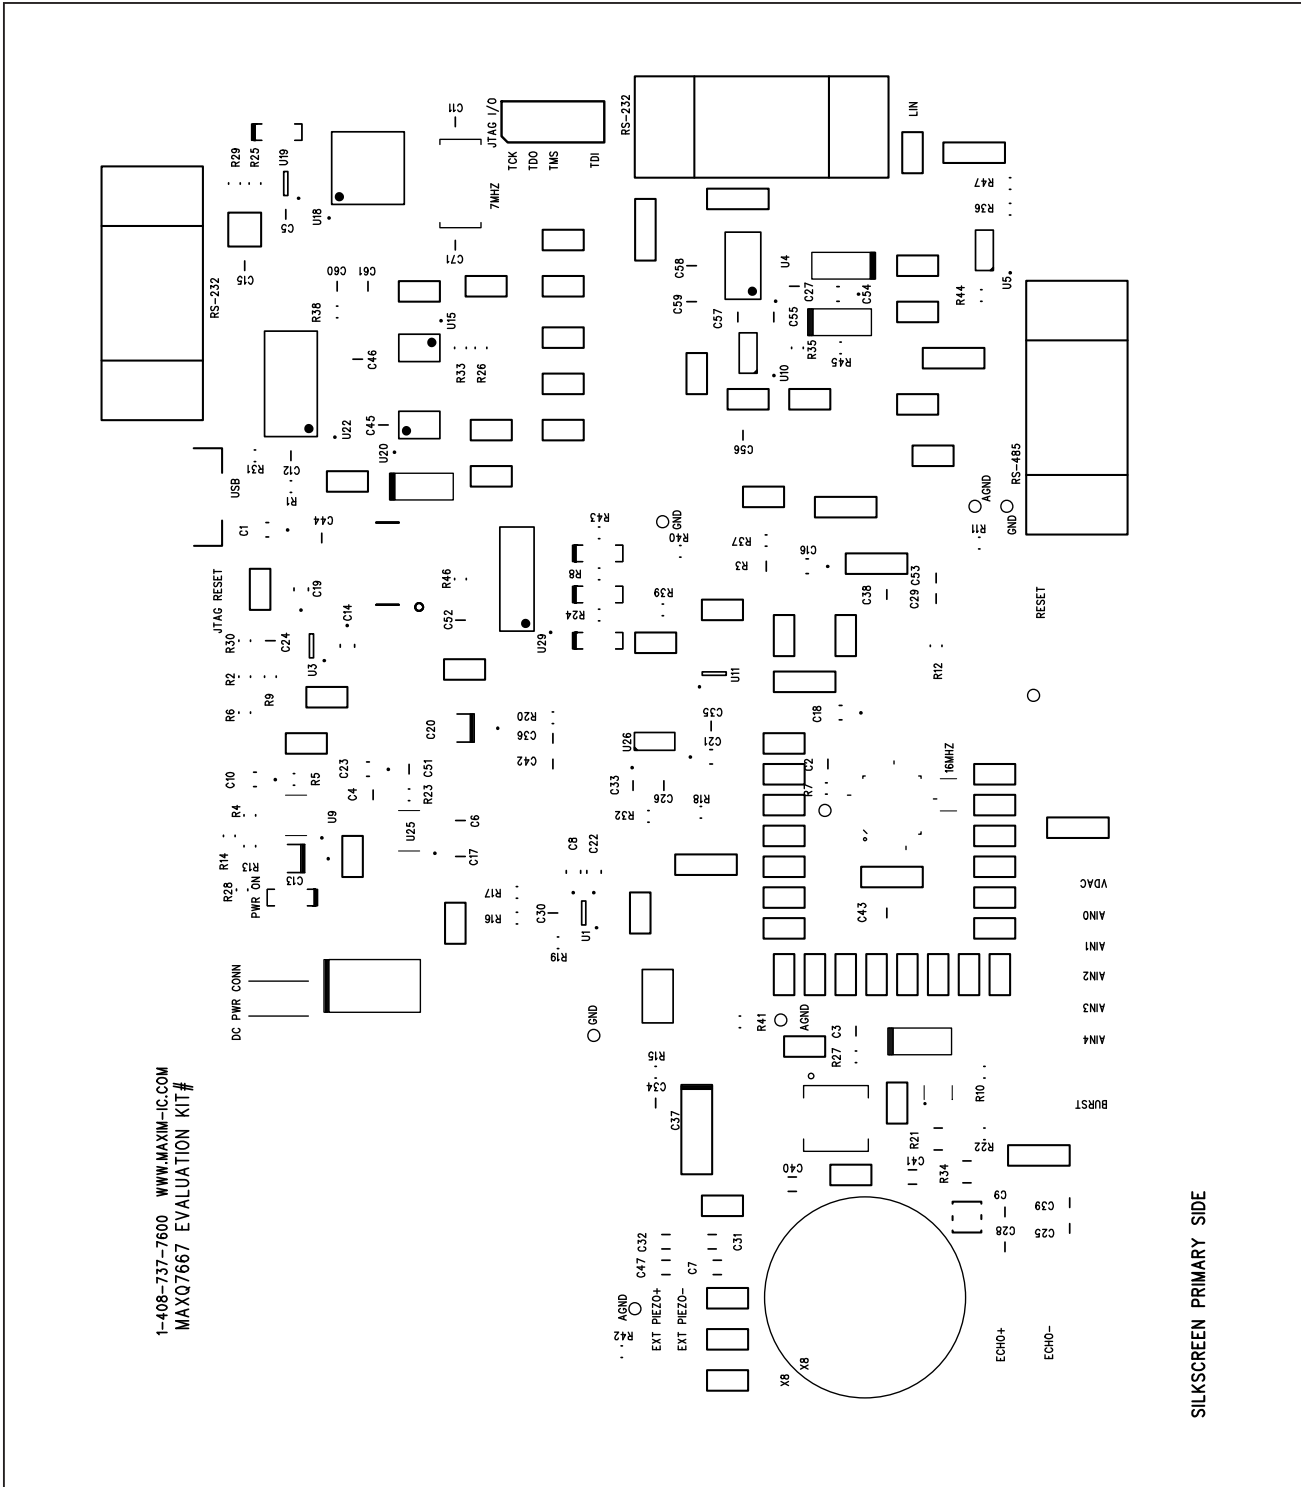 C11
JTAG I/O
RS-232
LIN
TCK
TDO
TMS
TDI
R29
R25
U19
7MHZ
R47
R36
C5
U18
C71
C15
RS-232
C60
C61
R38
U15
C46
R33
R26
C58
C59
U4
C27
C54
C57
C55
R35
R45
U10
R44
U5
U22
C45
U20
C56
RS-485
R31
C12
USB
R1
AGND
GND
C1
C44
R43
GND
R40
R37
R3
C16
R11
JTAG RESET
C19
C14
R46
R8
R39
C38
C53
C29
RESET
R30
C24
U3
C52
U29
R24
R12
R2
R9
U11
R6
C20
R20
C36
C42
C35
C21
U26
C18
C10
R5
C23
C4
C51
R23
C33
C26
C2
R7
16MHZ
R4
U9
U25
C6
C17
R32
R18
R14
R13
C13
C8
C22
R28
PWR ON
R17
R16
C30
U1
R19
C43
VDAC
AIN0
AIN1
AIN2
AIN3
AIN4
DC PWR CONN
GND
R41
AGND
C3
R27
R15
C34
C37
R10
BURST
R21
R22
C40
C41
R34
C9
C28
C39
C25
C32
C47
C31
C7
AGND
R42
EXT PIEZO+
EXT PIEZO-
X8
X8
ECHO+
ECHO-
1-408-737-7600 WWW.MAXIM-IC.COM
MAXQ7667 EVALUATION KIT#
SILKSCREEN PRIMARY SIDE